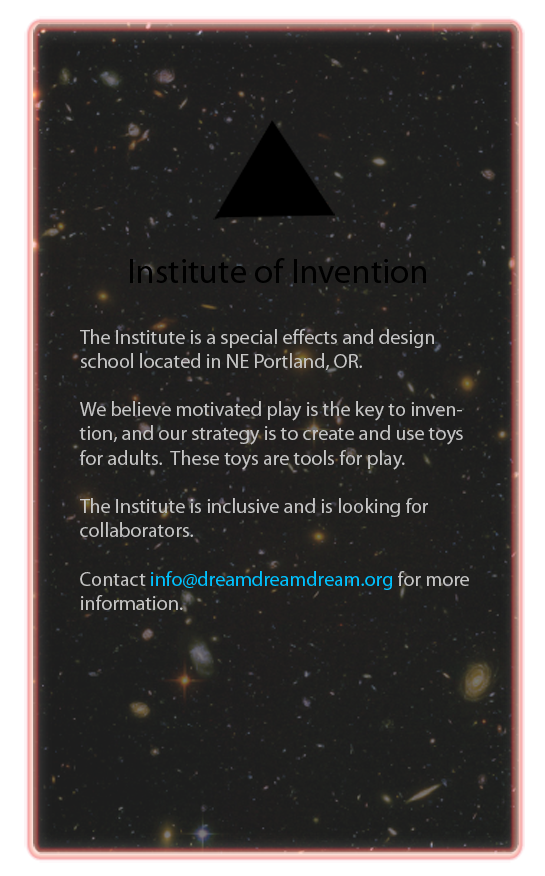 Institute of Invention
The Institute is a special effects and design
school located in NE Portland, OR.
We believe motivated play is the key to inven-
tion, and our strategy is to create and use toys
for adults.  These toys are tools for play.
The Institute is inclusive and is looking for
collaborators.
Contact info@dreamdreamdream.org for more
information.